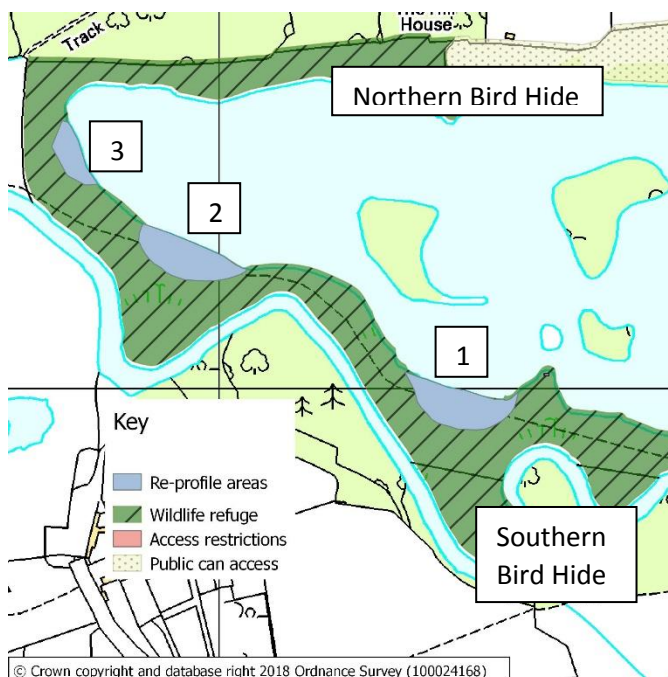 Track
House
Northern Bird Hide
3
2
1
Key
Re-profile areas
Wildlife refuge
Access restrictions
Public can access
Southern
Bird Hide
© Crown copyright and database right 2018 Ordnance Survey (100024168)